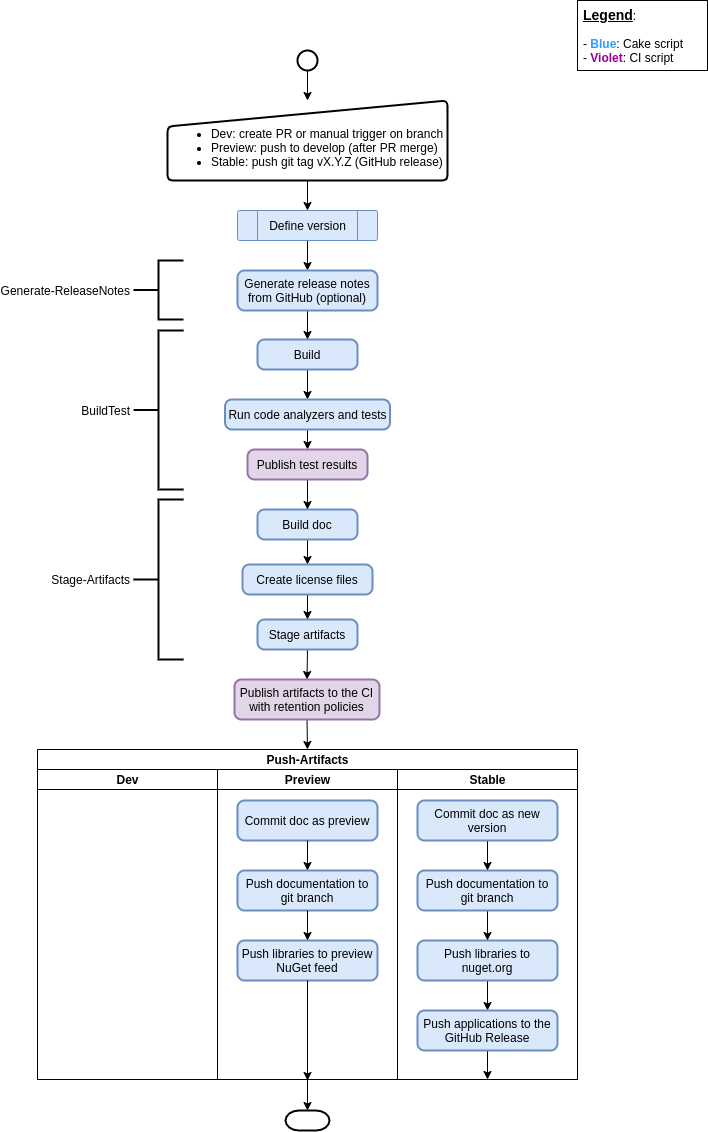 Legend:
- Blue: Cake script
- Violet: CI script
• Dev: create PR or manual trigger on branch
• Preview: push to develop (after PR merge)
• Stable: push git tag vX.Y.Z (GitHub release)
Define version
Generate-ReleaseNotes
Generate release notes
from GitHub (optional)
Build
BuildTest
Run code analyzers and tests
Publish test results
Build doc
Stage-Artifacts
Create license files
Stage artifacts
Publish artifacts to the CI
with retention policies
Push-Artifacts
Dev
Preview
Stable
Commit doc as preview
Push documentation to
git branch
Push libraries to preview
NuGet feed
Commit doc as new
version
Push documentation to
git branch
Push libraries to
nuget.org
Push applications to the
GitHub Release